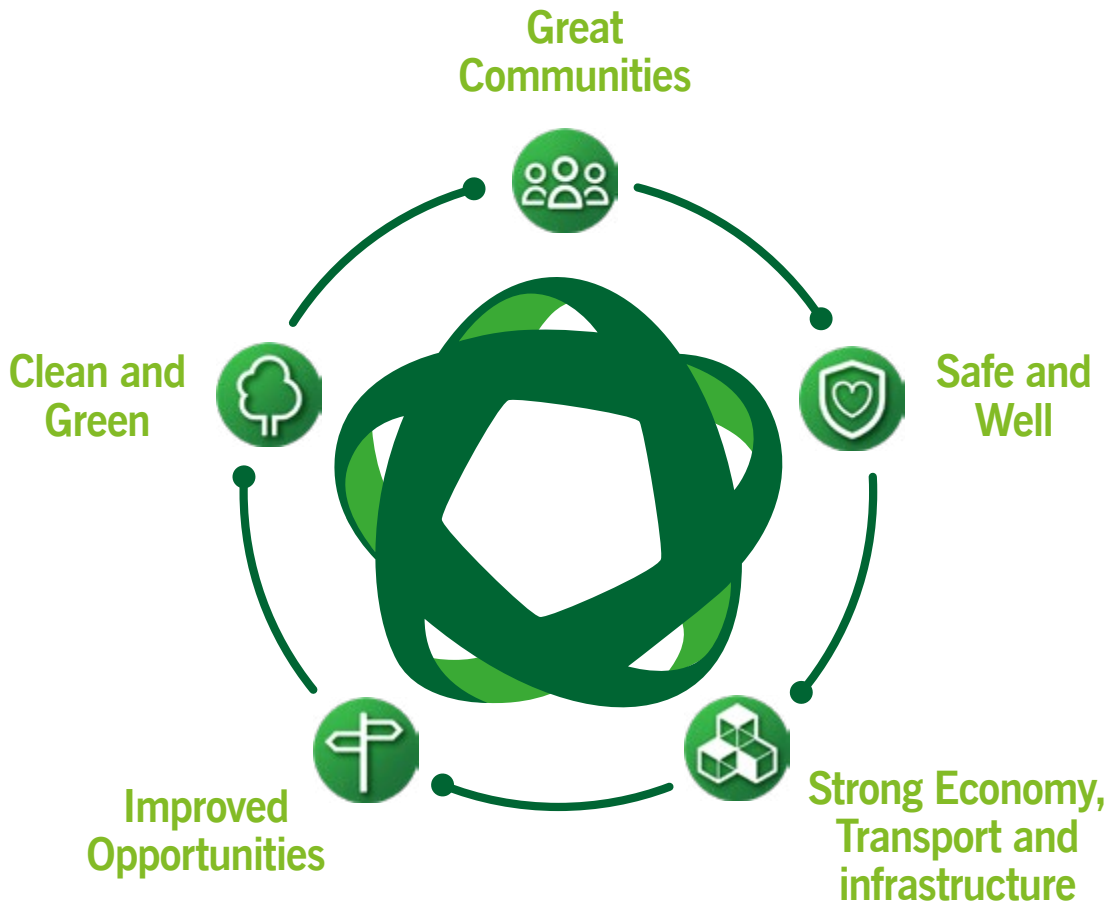 Great
Communities
Clean and
Green
Safe and
Well
Improved
Opportunities
Strong Economy,
Transport and
infrastructure